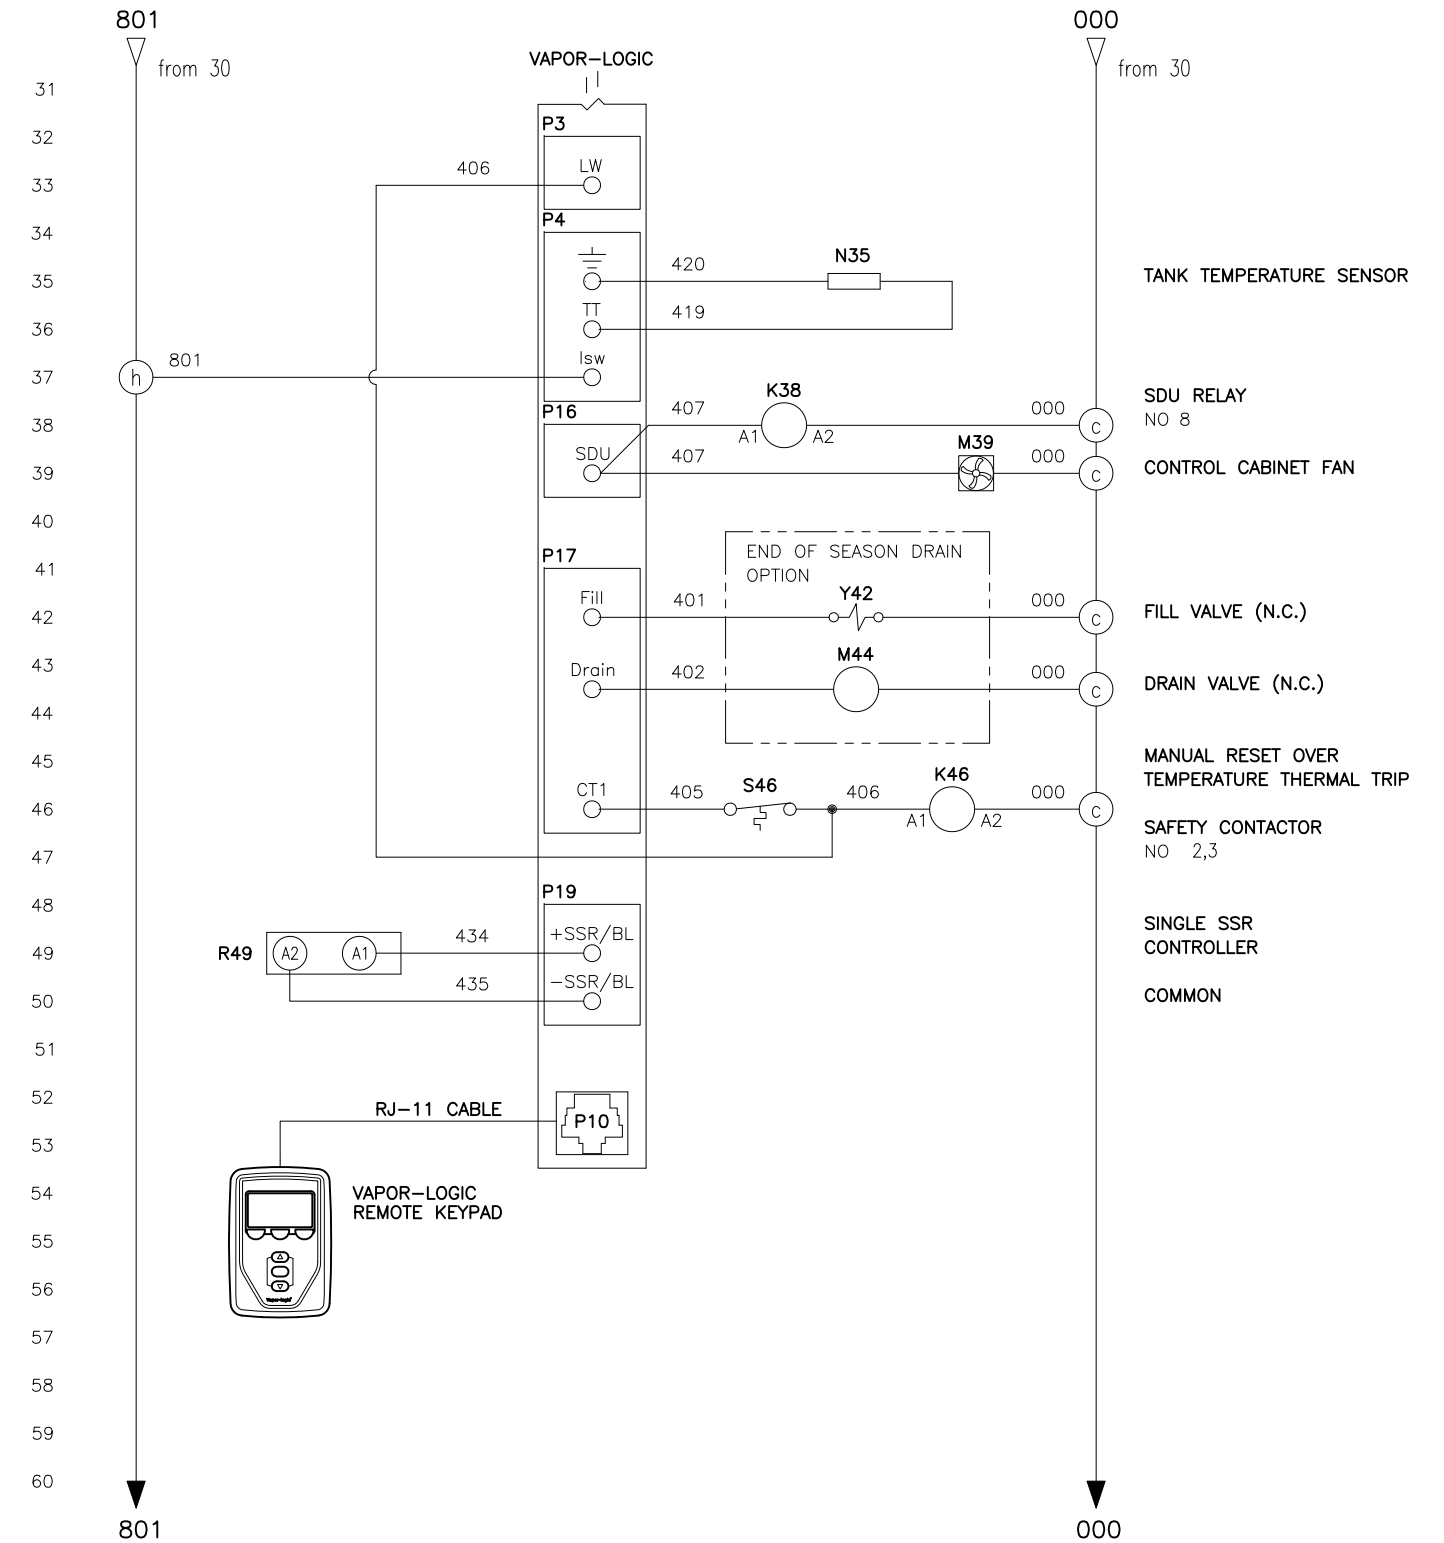 801
000
from 30
from 30
VAPOR-LOGIC
31
32
P3
LW
406
33
34
P4
35
420
N35
TANK TEMPERATURE SENSOR
TT
36
419
Isw
37
h
801
P16
K38
SDU RELAY
NO 8
38
407
A1
A2
000
c
SDU
39
407
M39
000
c
CONTROL CABINET FAN
40
END OF SEASON DRAIN
OPTION
41
P17
Fill
42
401
Y42
000
c
FILL VALVE (N.C.)
43
Drain
402
M44
000
c
DRAIN VALVE (N.C.)
44
45
MANUAL RESET OVER
TEMPERATURE THERMAL TRIP
CT1
46
405
S46
406
K46
A1
A2
000
c
SAFETY CONTACTOR
NO 2,3
47
48
P19
SINGLE SSR
CONTROLLER
49
R49
A2
A1
434
+SSR/BL
435
-SSR/BL
50
COMMON
51
52
RJ-11 CABLE
P10
53
54
VAPOR-LOGIC
REMOTE KEYPAD
55
56
Vapor-logic
57
58
59
60
801
000